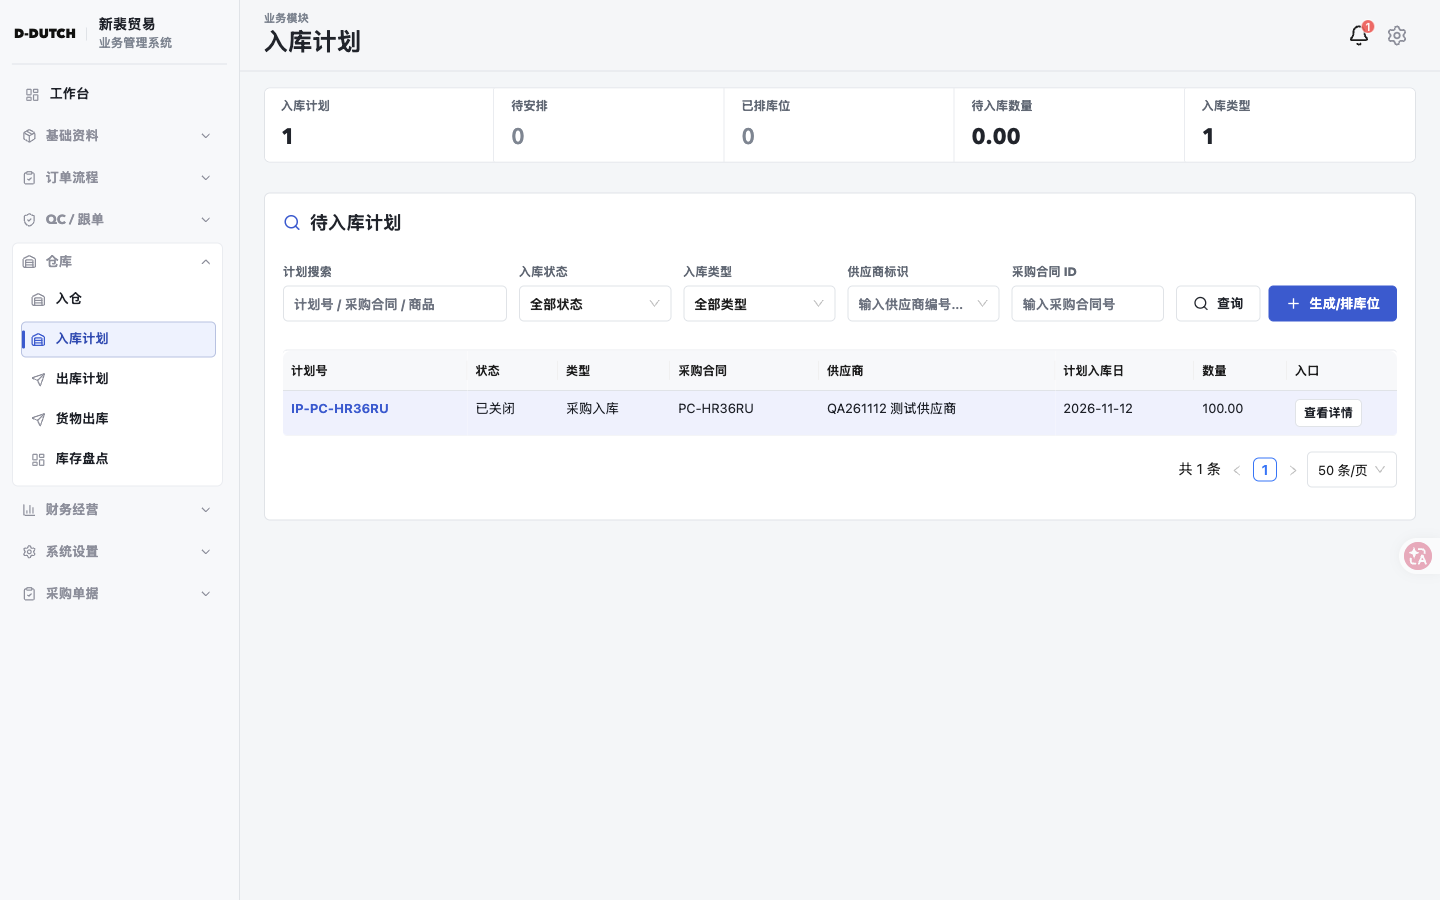 D-DUTCH
新裴贸易
业务管理系统
工作台
基础资料
订单流程
QC / 跟单
仓库
入仓
入库计划
出库计划
货物出库
库存盘点
财务经营
系统设置
采购单据
业务模块
入库计划
1
入库计划
1
待安排
0
已排库位
0
待入库数量
0.00
入库类型
1
待入库计划
计划搜索
计划号 / 采购合同 / 商品
入库状态
全部状态
入库类型
全部类型
供应商标识
输入供应商编号...
采购合同 ID
输入采购合同号
查询
生成/排库位
计划号 状态 类型 采购合同 供应商 计划入库日 数量 入口
IP-PC-HR36RU 已关闭 采购入库 PC-HR36RU QA261112 测试供应商 2026-11-12 100.00 查看详情
共 1 条 1 50 条/页